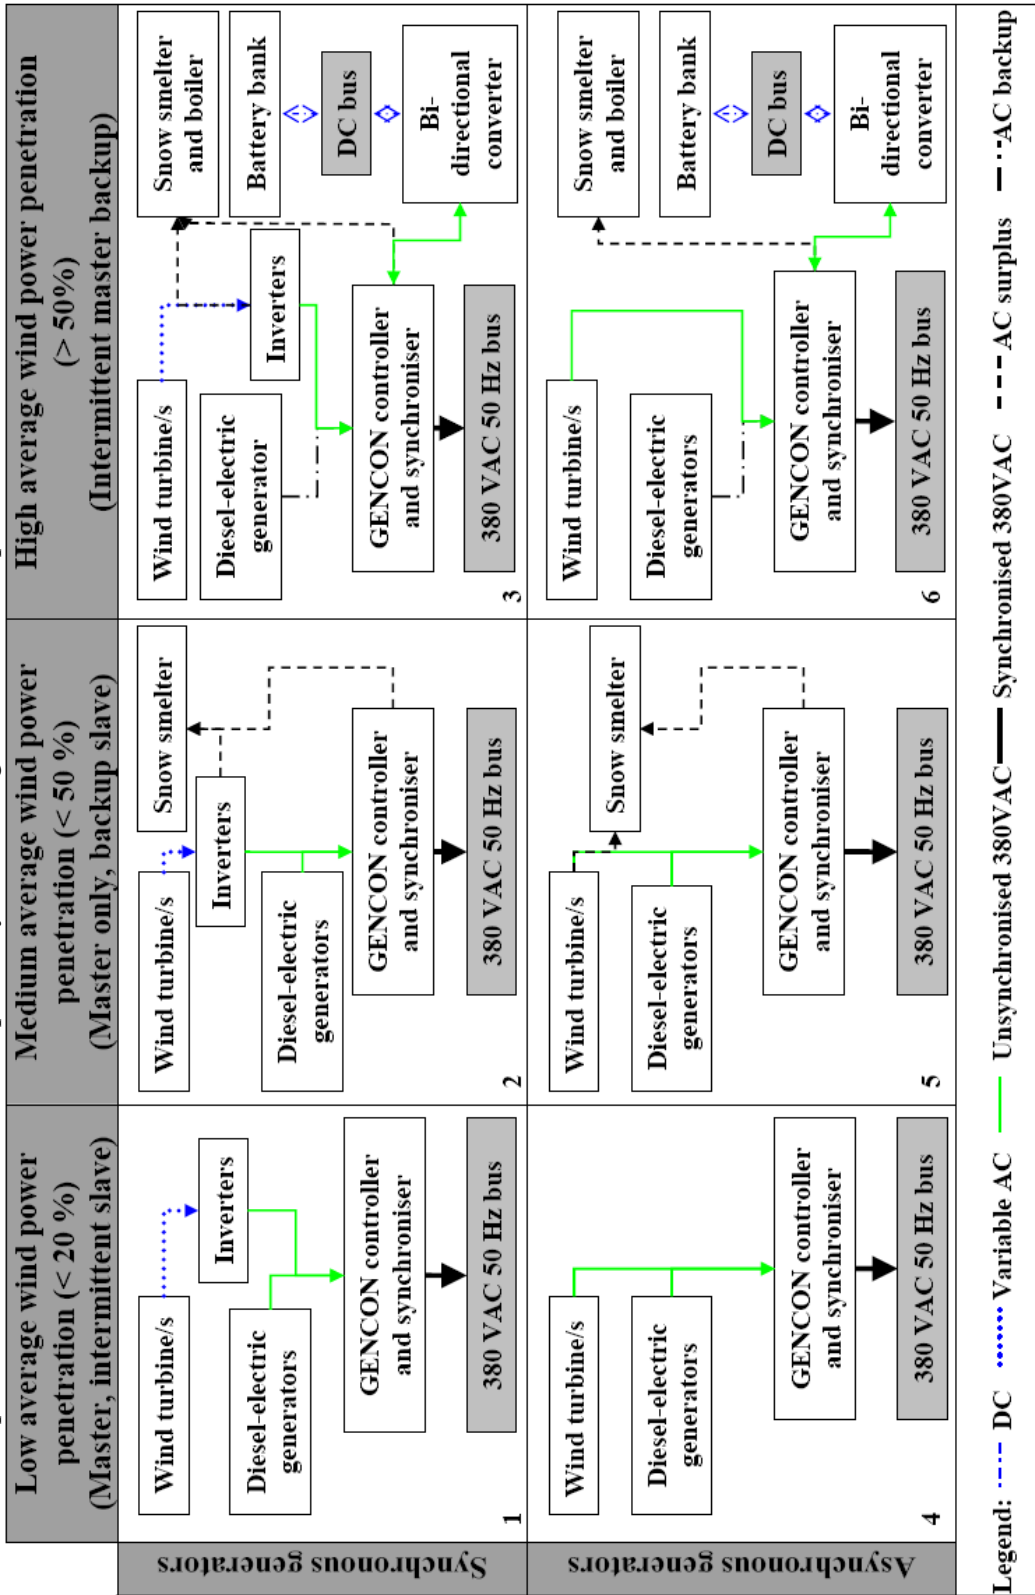 Low average wind power
penetration (< 20 %)
(Master, intermittent slave)
Medium average wind power
penetration (< 50 %)
(Master only, backup slave)
High average wind power penetration
(> 50%)
(Intermittent master backup)
Synchronous generators
Wind turbine/s
Inverters
Diesel-electric
generators
GENCON controller
and synchroniser
380 VAC 50 Hz bus
1
Wind turbine/s
Snow smelter
Inverters
Diesel-electric
generators
GENCON controller
and synchroniser
380 VAC 50 Hz bus
2
Wind turbine/s
Snow smelter
and boiler
Diesel-electric
generator
Inverters
Battery bank
DC bus
GENCON controller
and synchroniser
Bi-
directional
converter
380 VAC 50 Hz bus
3
Asynchronous generators
Wind turbine/s
Diesel-electric
generators
GENCON controller
and synchroniser
380 VAC 50 Hz bus
4
Wind turbine/s
Snow smelter
Diesel-electric
generators
GENCON controller
and synchroniser
380 VAC 50 Hz bus
5
Wind turbine/s
Snow smelter
and boiler
Diesel-electric
generators
Battery bank
DC bus
GENCON controller
and synchroniser
Bi-
directional
converter
380 VAC 50 Hz bus
6
Legend: DC Variable AC Unsynchronised 380VAC Synchronised 380VAC AC surplus AC backup